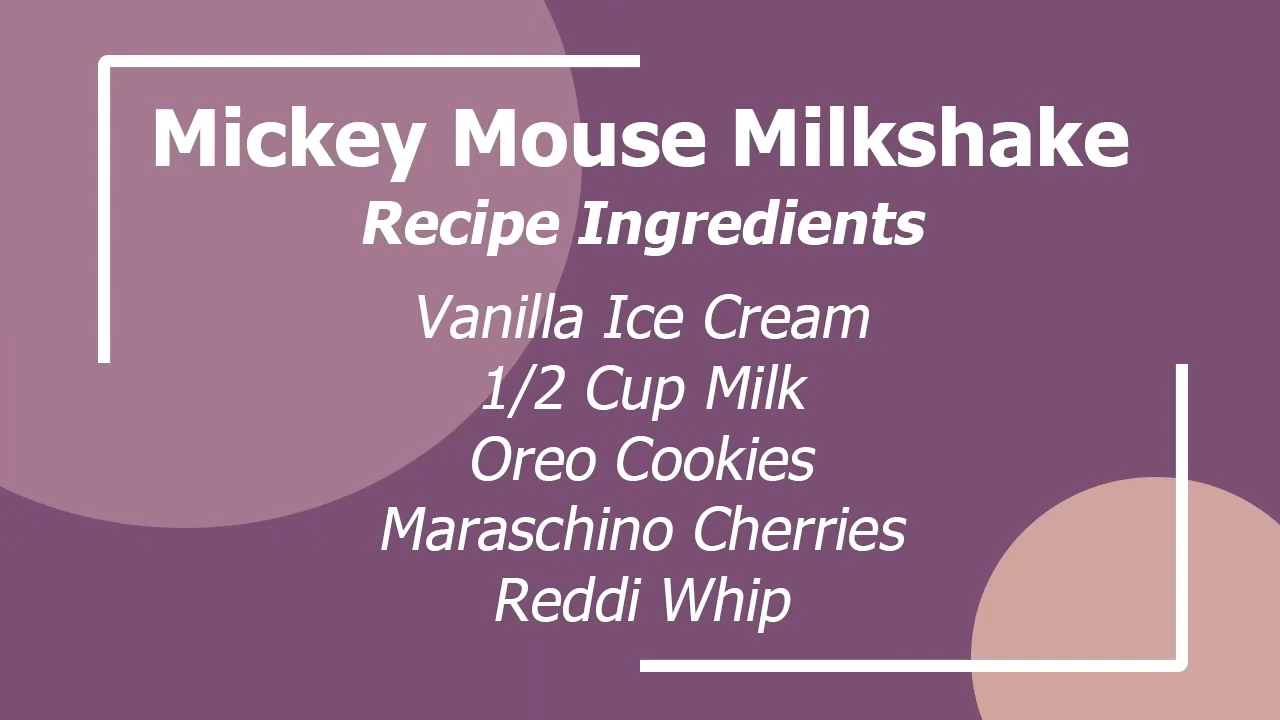 Mickey Mouse Milkshake
Recipe Ingredients
Vanilla Ice Cream
1/2 Cup Milk
Oreo Cookies
Maraschino Cherries
Reddi Whip